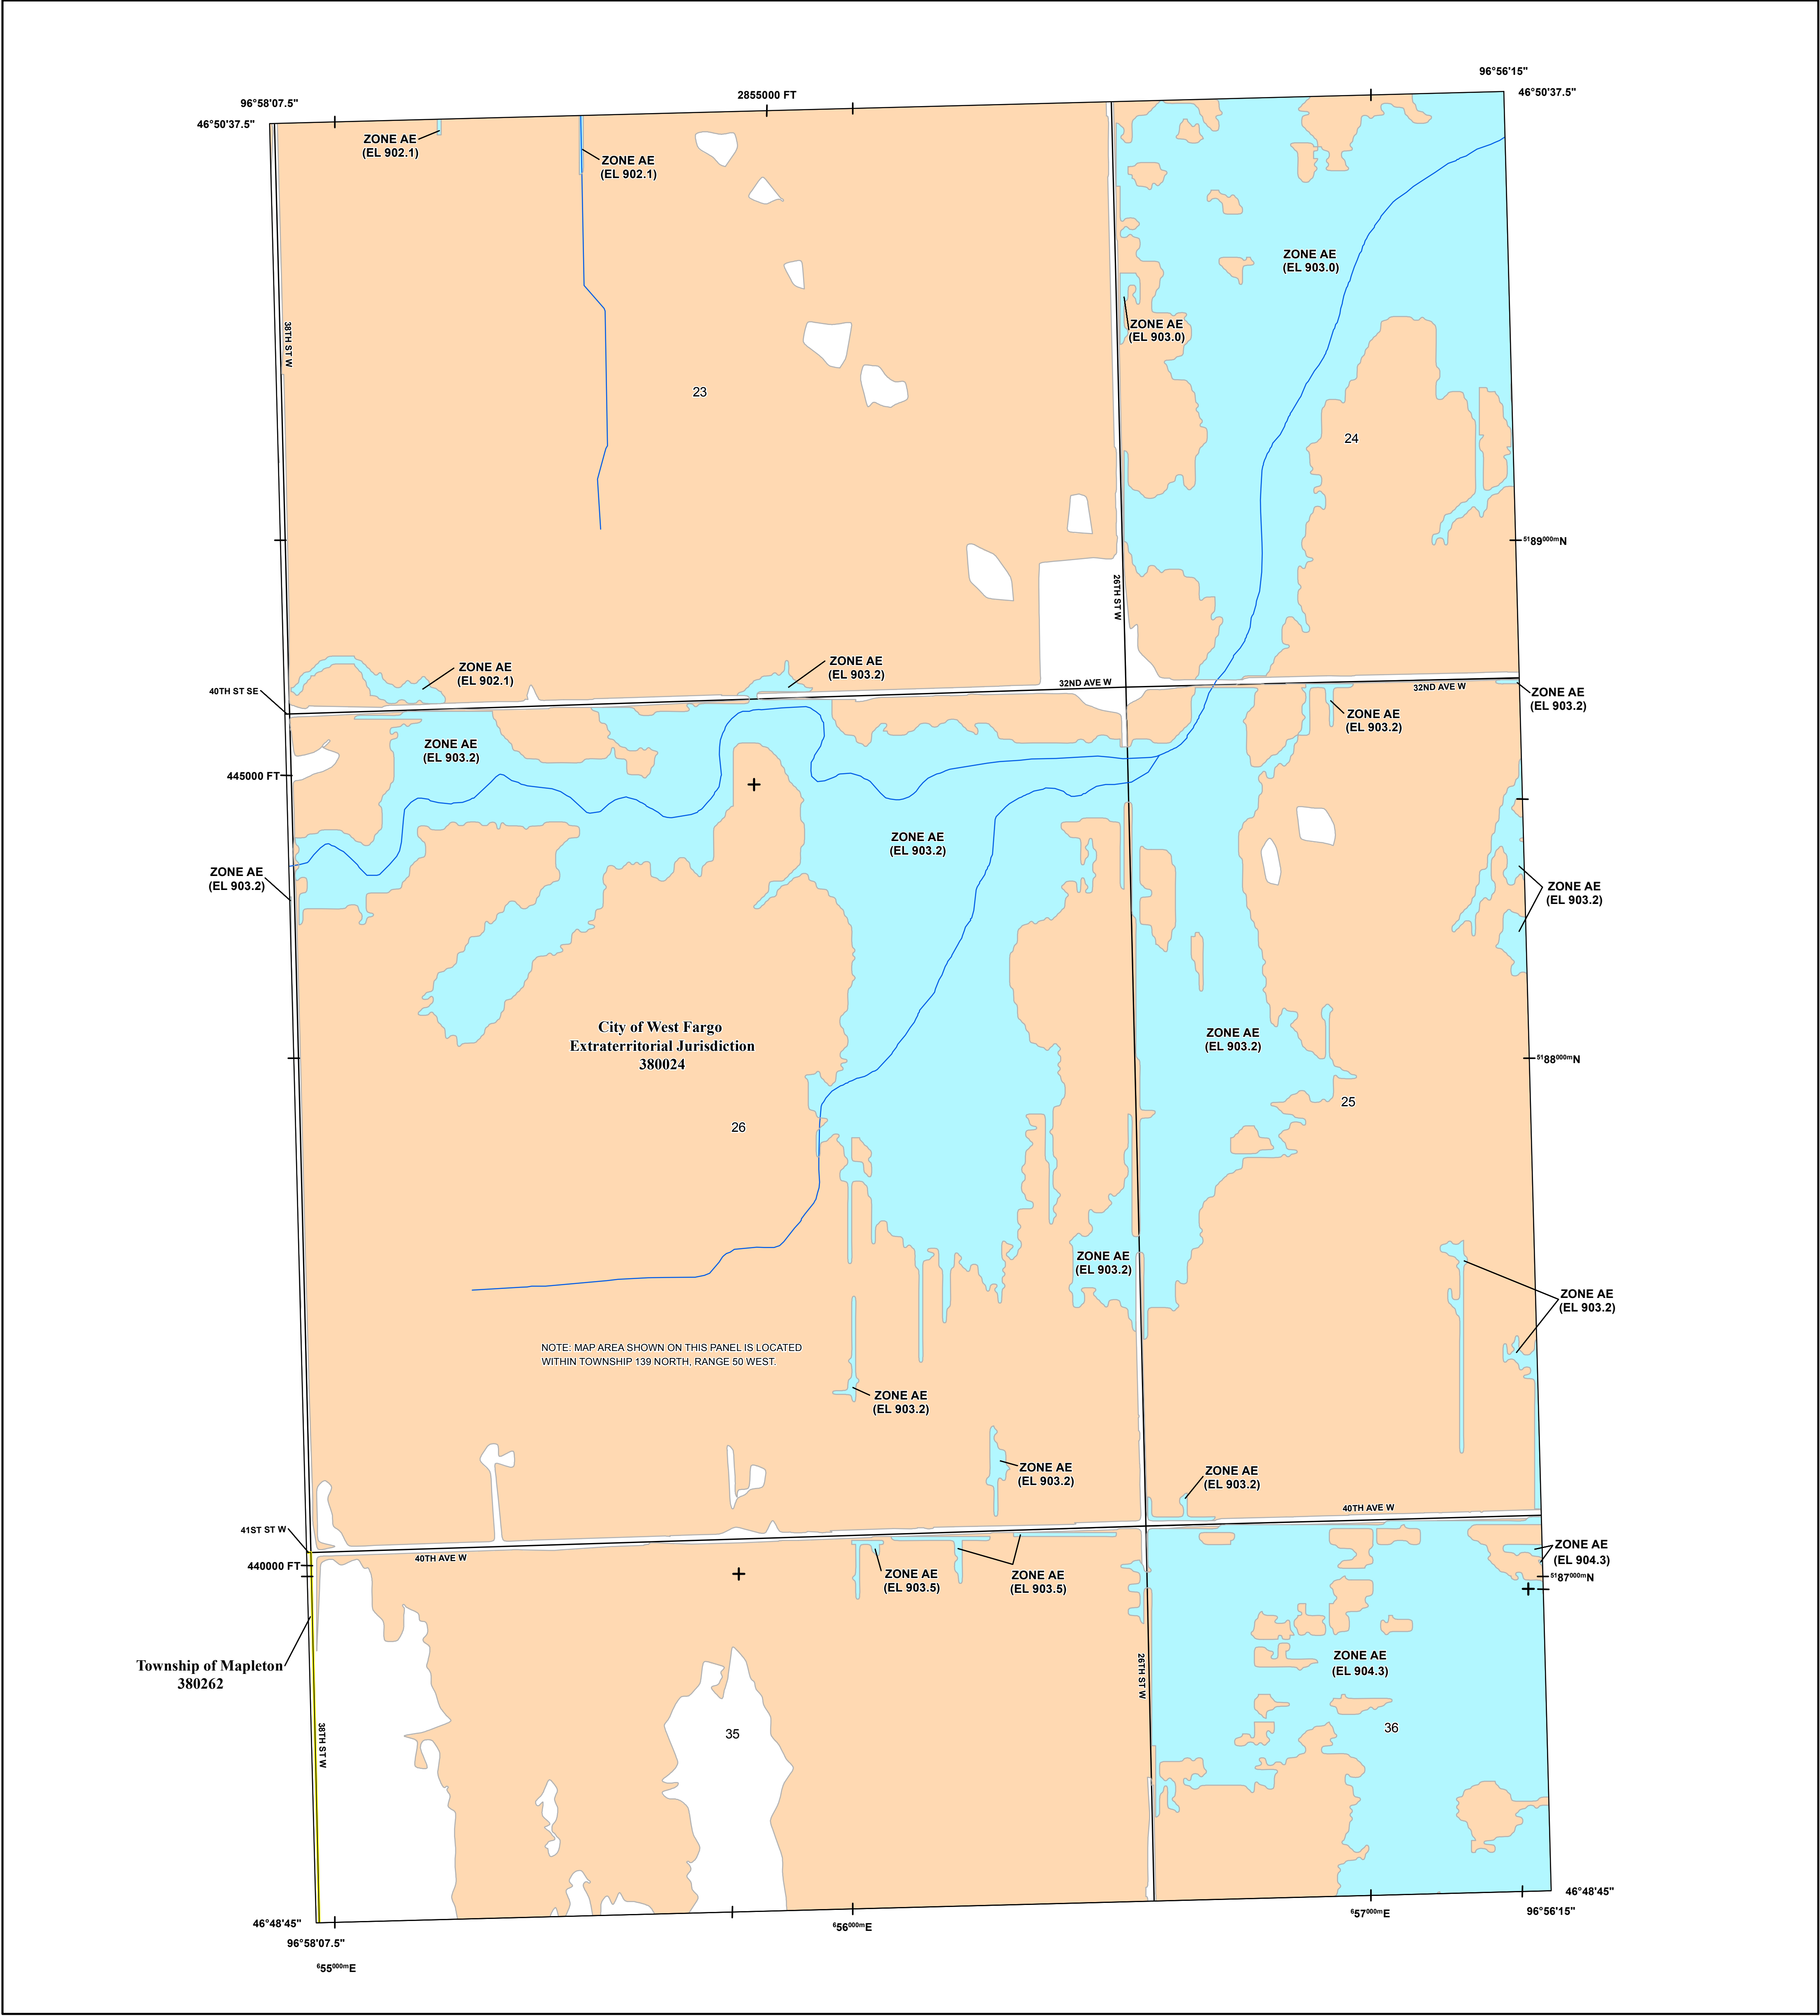 96°56'15"
96°58'07.5"
2855000 FT
46°50'37.5"
46°50'37.5"
ZONE AE
(EL 902.1)
ZONE AE
(EL 902.1)
ZONE AE
(EL 903.0)
ZONE AE
(EL 903.0)
38TH ST W
23
24
5189000mN
26TH ST W
ZONE AE
(EL 902.1)
ZONE AE
(EL 903.2)
40TH ST SE
32ND AVE W
32ND AVE W
ZONE AE
(EL 903.2)
ZONE AE
(EL 903.2)
ZONE AE
(EL 903.2)
445000 FT
ZONE AE
(EL 903.2)
ZONE AE
(EL 903.2)
ZONE AE
(EL 903.2)
City of West Fargo
Extraterritorial Jurisdiction
380024
ZONE AE
(EL 903.2)
5188000mN
25
26
ZONE AE
(EL 903.2)
ZONE AE
(EL 903.2)
NOTE: MAP AREA SHOWN ON THIS PANEL IS LOCATED
WITHIN TOWNSHIP 139 NORTH, RANGE 50 WEST.
ZONE AE
(EL 903.2)
ZONE AE
(EL 903.2)
ZONE AE
(EL 903.2)
40TH AVE W
41ST ST W
40TH AVE W
440000 FT
ZONE AE
(EL 903.5)
ZONE AE
(EL 903.5)
ZONE AE
(EL 904.3)
5187000mN
Township of Mapleton
380262
26TH ST W
ZONE AE
(EL 904.3)
38TH ST W
35
36
46°48'45"
46°48'45"
96°58'07.5"
656000mE
657000mE
96°56'15"
655000mE